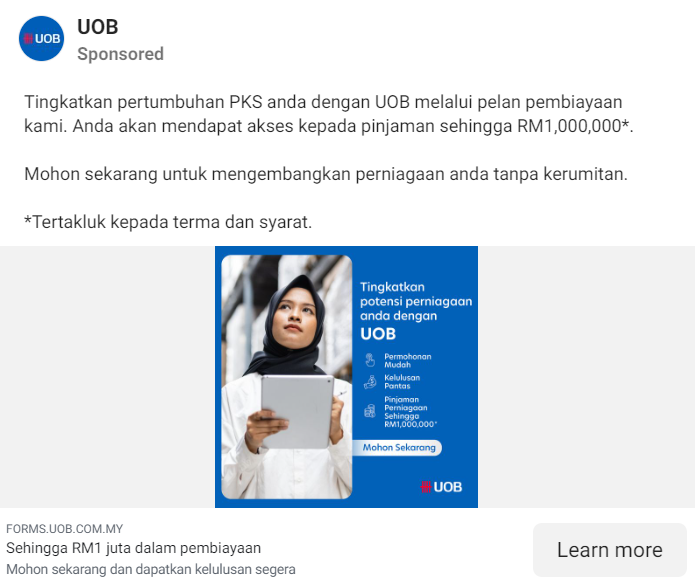 UOB
UOB
Sponsored
Tingkatkan pertumbuhan PKS anda dengan UOB melalui pelan pembiayaan
kami. Anda akan mendapat akses kepada pinjaman sehingga RM1,000,000*.
Mohon sekarang untuk mengembangkan perniagaan anda tanpa kerumitan.
*Tertakluk kepada terma dan syarat.
Tingkatkan
potensi perniagaan
anda dengan
UOB
Permohonan
Mudah
Kelulusan
Pantas
Pinjaman
Perniagaan
Sehingga
RM1,000,000*
Mohon Sekarang
UOB
FORMS.UOB.COM.MY
Sehingga RM1 juta dalam pembiayaan
Mohon sekarang dan dapatkan kelulusan segera
Learn more